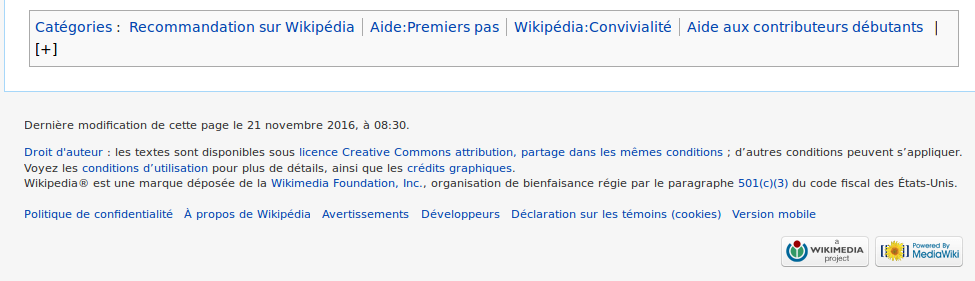 Catégories : Recommandation sur Wikipédia | Aide:Premiers pas | Wikipédia:Convivialité | Aide aux contributeurs débutants |
[+]
Dernière modification de cette page le 21 novembre 2016, à 08:30.
Droit d'auteur : les textes sont disponibles sous licence Creative Commons attribution, partage dans les mêmes conditions ; d’autres conditions peuvent s’appliquer.
Voyez les conditions d’utilisation pour plus de détails, ainsi que les crédits graphiques.
Wikipedia® est une marque déposée de la Wikimedia Foundation, Inc., organisation de bienfaisance régie par le paragraphe 501(c)(3) du code fiscal des États-Unis.
Politique de confidentialité À propos de Wikipédia Avertissements Développeurs Déclaration sur les témoins (cookies) Version mobile
a
WIKIMEDIA
project
Powered By
MediaWiki